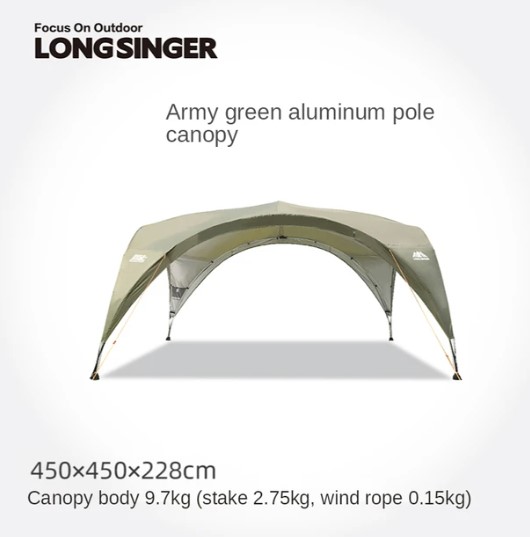 Focus On Outdoor
LONGSINGER
Army green aluminum pole
canopy
450×450×228cm
Canopy body 9.7kg (stake 2.75kg, wind rope 0.15kg)